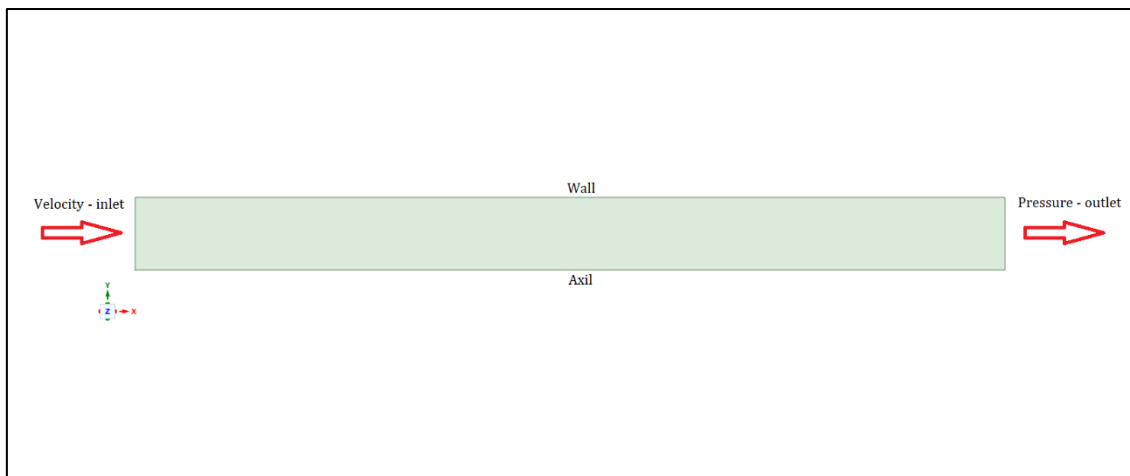 Wall
Velocity - inlet
Pressure - outlet
Axil
Y
Z
X